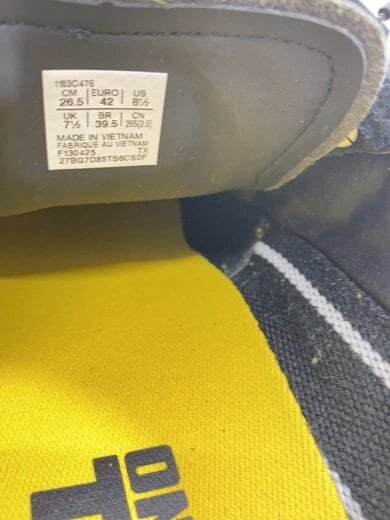 1183C476
CM EURO US
26.5 42 8½
UK BR CN
7½ 39.5 265(2.5)
MADE IN VIETNAM
FABRIQUÉ AU VIETNAM
F130425 TX
27BQ7D85TS6CS0F